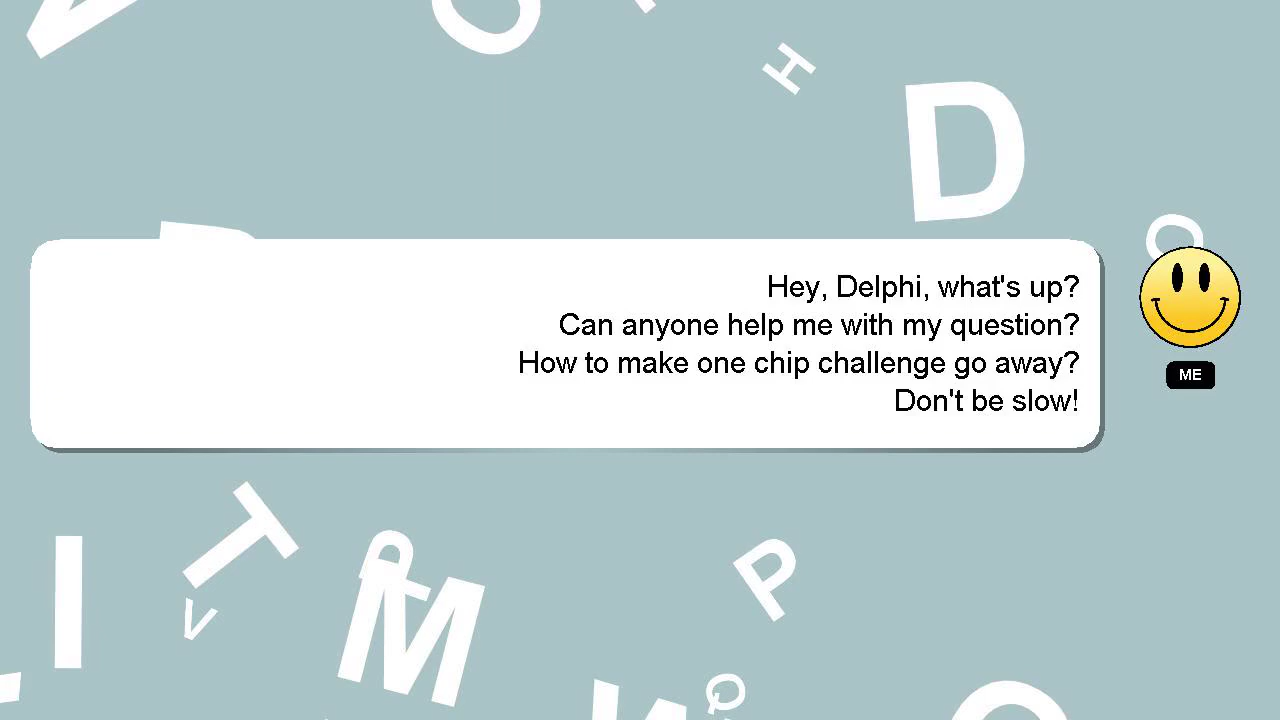 Hey, Delphi, what's up?
Can anyone help me with my question?
How to make one chip challenge go away?
Don't be slow!
ME
H
D
O
T
I
V
M
P
Q